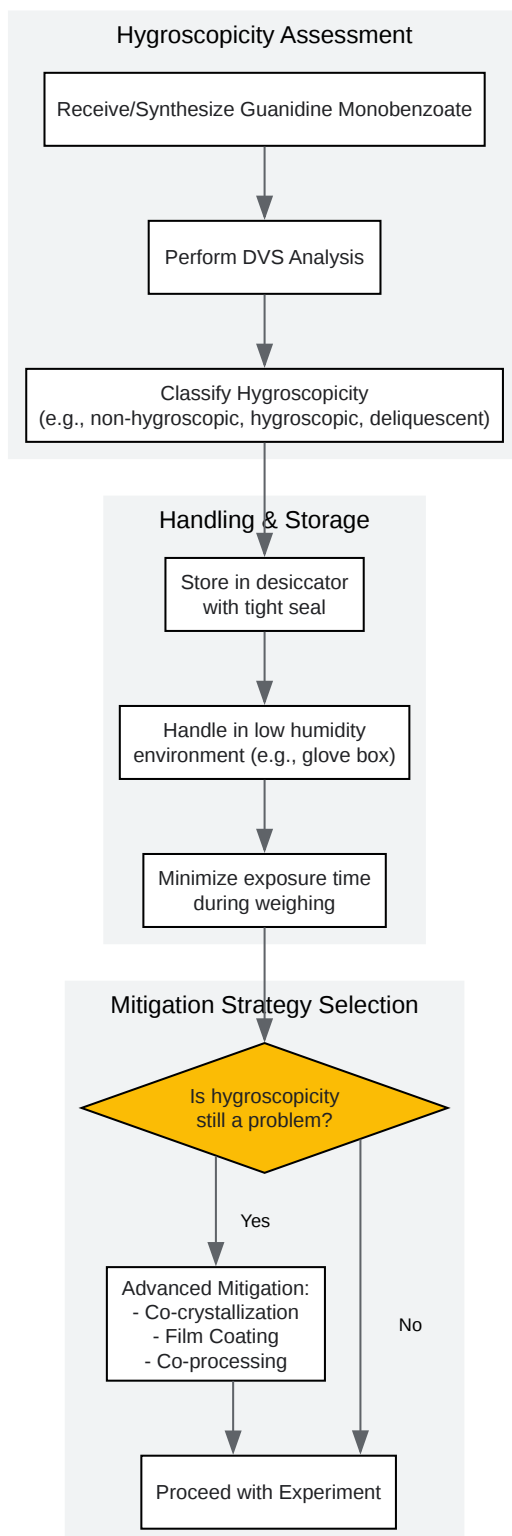 Hygroscopicity Assessment
Receive/Synthesize Guanidine Monobenzoate
Perform DVS Analysis
Classify Hygroscopicity
(e.g., non-hygroscopic, hygroscopic, deliquescent)
Handling & Storage
Store in desiccator
with tight seal
Handle in low humidity
environment (e.g., glove box)
Minimize exposure time
during weighing
Mitigation Strategy Selection
Is hygroscopicity
still a problem?
Yes
Advanced Mitigation:
- Co-crystallization
- Film Coating
- Co-processing
No
Proceed with Experiment